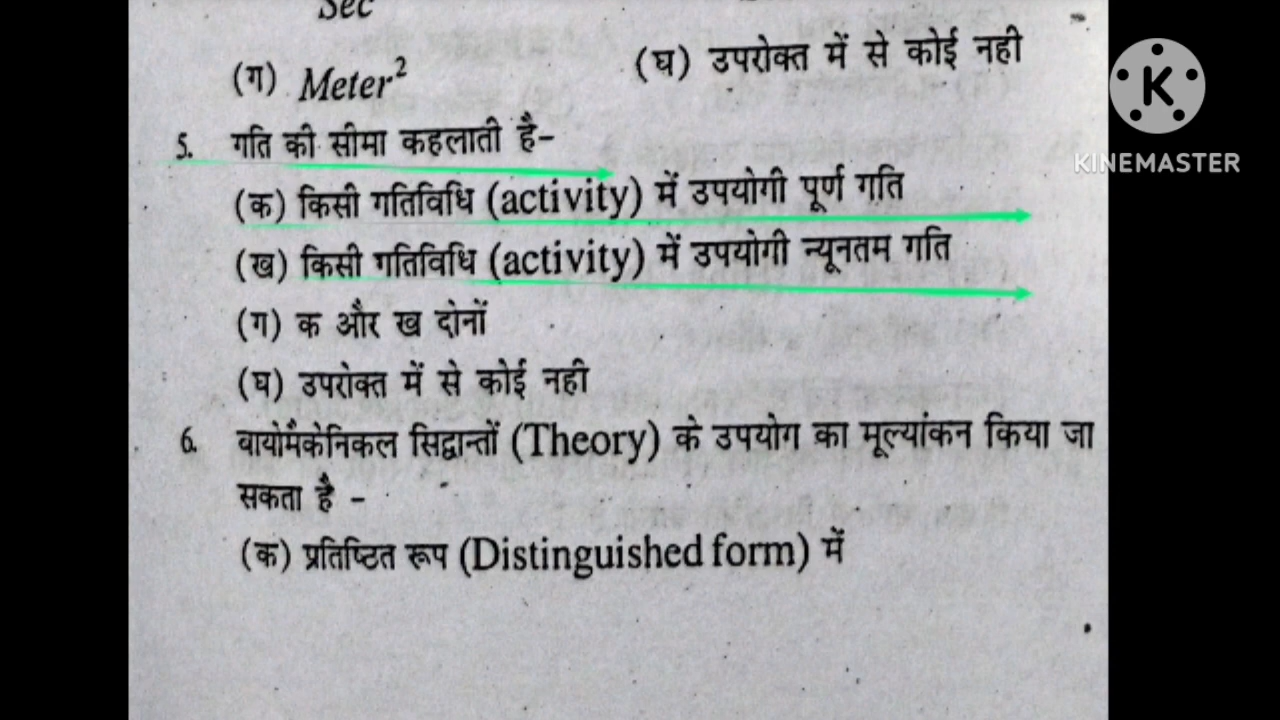 Sec
(ग) Meter² (घ) उपरोक्त में से कोई नही
5. गति की सीमा कहलाती है-
(क) किसी गतिविधि (activity) में उपयोगी पूर्ण गति
(ख) किसी गतिविधि (activity) में उपयोगी न्यूनतम गति
(ग) क और ख दोनों
(घ) उपरोक्त में से कोई नही
6. वायोमैकेनिकल सिद्वान्तों (Theory) के उपयोग का मूल्यांकन किया जा
सकता है -
(क) प्रतिष्ठित रूप (Distinguished form) में
K
KINEMASTER